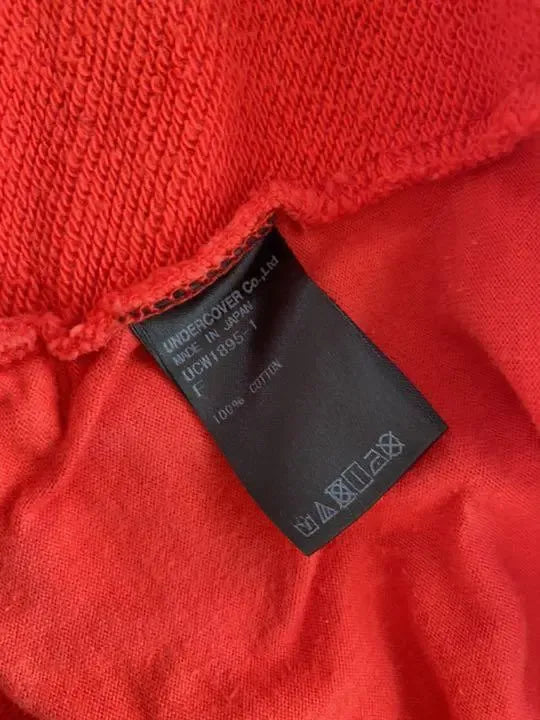 UNDERCOVER Co.,Ltd
MADE IN JAPAN
UCW1895-1
F
100% COTTON